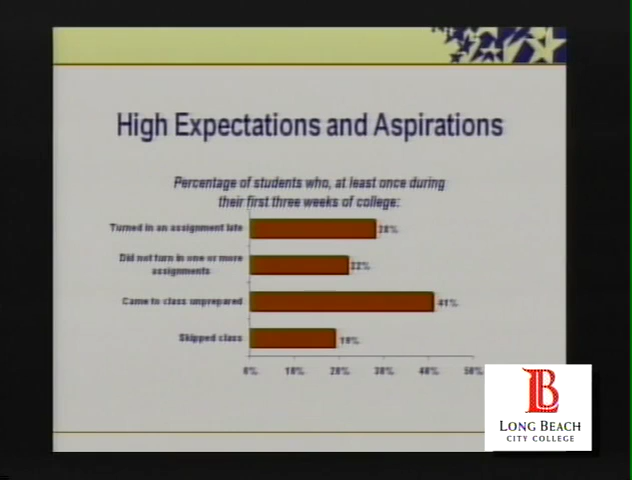 High Expectations and Aspirations
Percentage of students who, at least once during
their first three weeks of college:
Turned in an assignment late
28%
Did not turn in one or more
assignments
22%
Came to class unprepared
41%
Skipped class
19%
0% 10% 20% 30% 40% 50%
LB
LONG BEACH
CITY COLLEGE